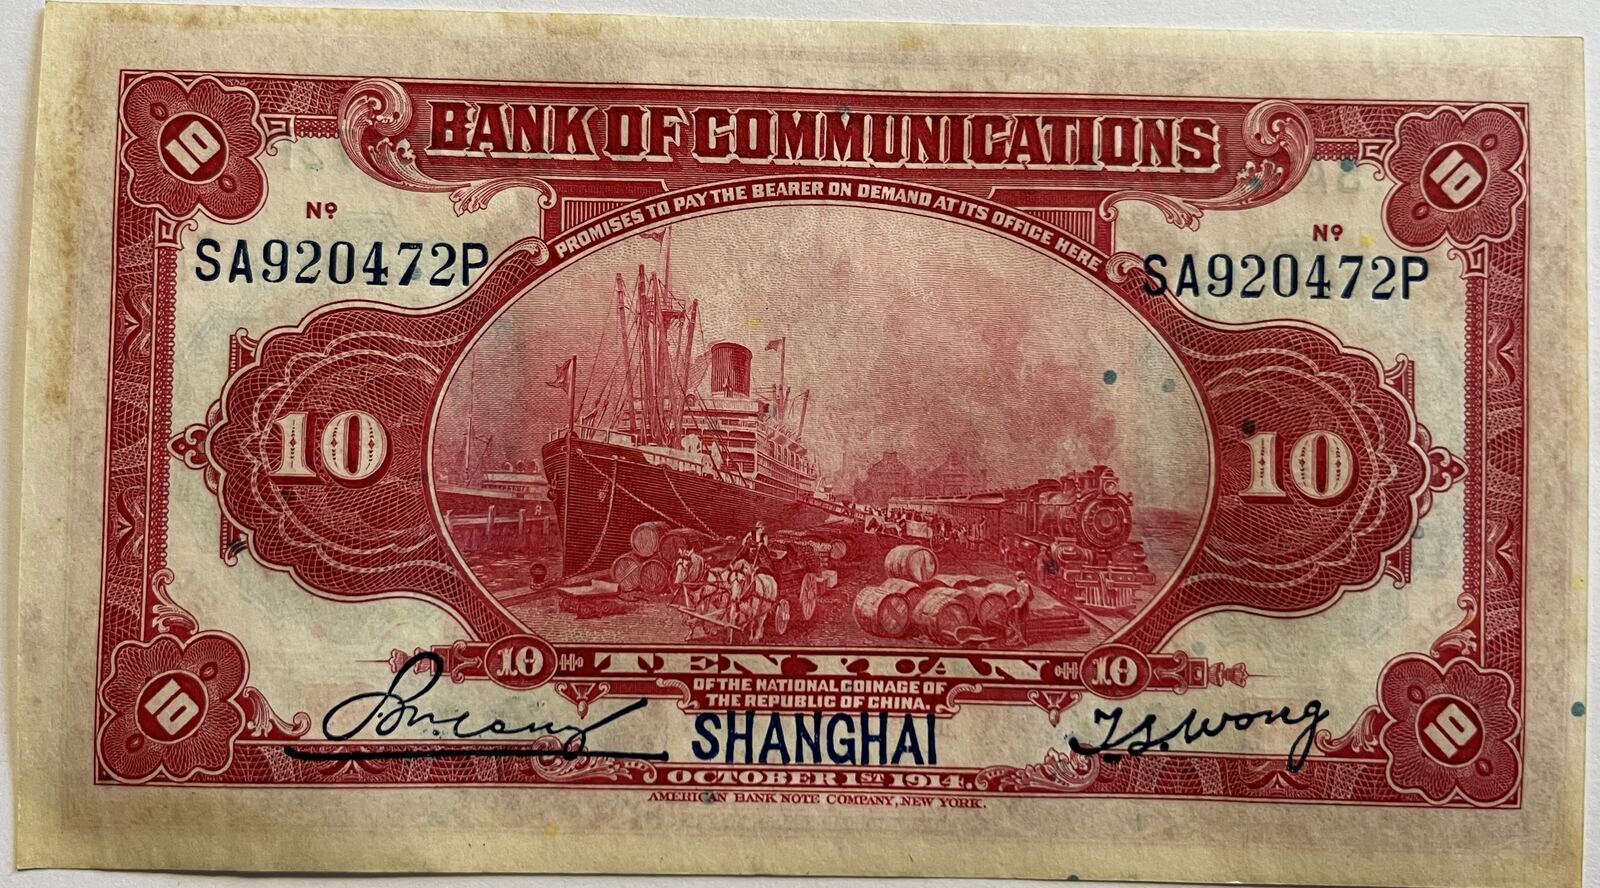 10
BANK OF COMMUNICATIONS
10
PROMISES TO PAY THE BEARER ON DEMAND AT ITS OFFICE HERE
Nº
SA920472P
Nº
SA920472P
10
10
10 TEN YUAN 10
OF THE NATIONAL COINAGE OF
THE REPUBLIC OF CHINA.
SHANGHAI
T.S. Wong
10
10
OCTOBER 1ST 1914.
AMERICAN BANK NOTE COMPANY, NEW YORK.